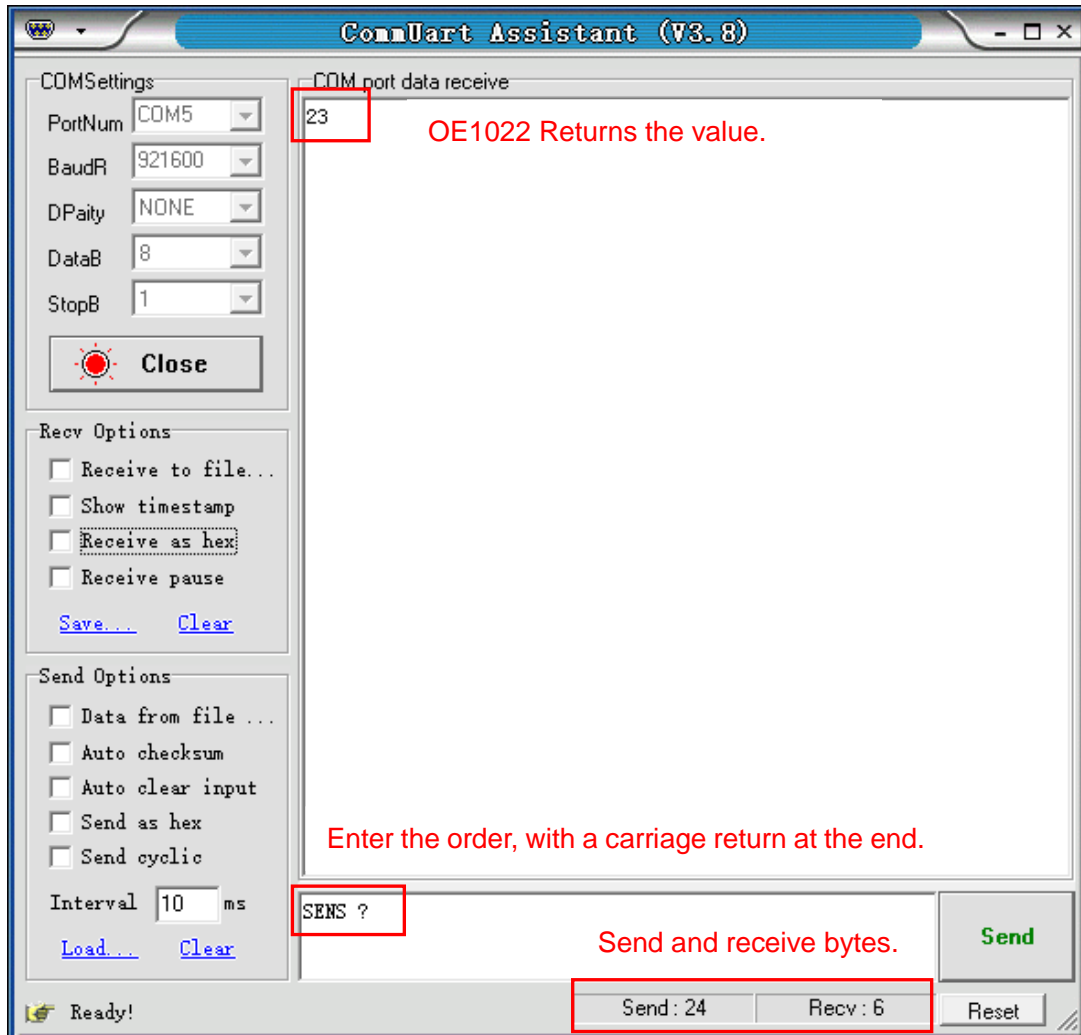 CommUart Assistant (V3.8)
COMSettings
PortNum COM5
BaudR 921600
DPaity NONE
DataB 8
StopB 1
Close
Recv Options
Receive to file...
Show timestamp
Receive as hex
Receive pause
Save... Clear
Send Options
Data from file ...
Auto checksum
Auto clear input
Send as hex
Send cyclic
Interval 10 ms
Load... Clear
COM port data receive
23
OE1022 Returns the value.
Enter the order, with a carriage return at the end.
SENS ?
Send and receive bytes.
Send
Ready!
Send : 24
Recv : 6
Reset